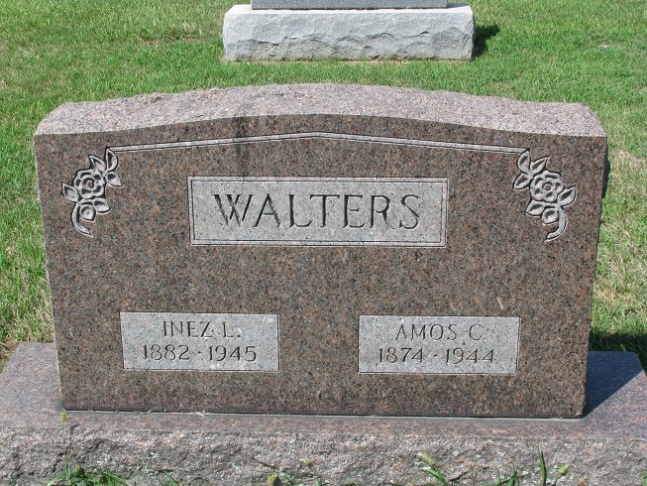 WALTERS
INEZ L.
1882 · 1945
AMOS C.
1874 · 1944